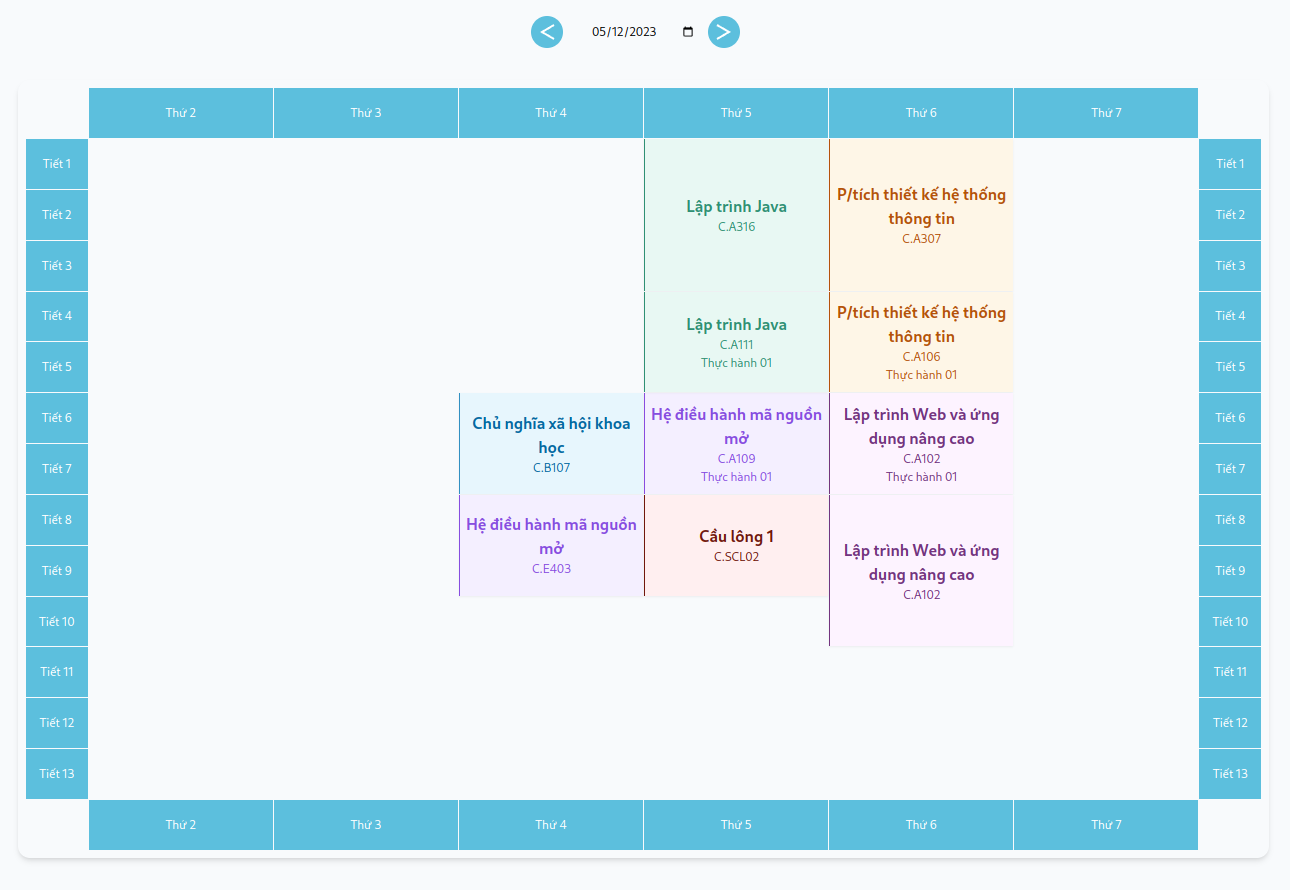 <
05/12/2023
>
Thứ 2
Thứ 3
Thứ 4
Thứ 5
Thứ 6
Thứ 7
Tiết 1
Tiết 1
Tiết 2
Tiết 2
Tiết 3
Tiết 3
Lập trình Java
C.A316
P/tích thiết kế hệ thống
thông tin
C.A307
Tiết 4
Tiết 4
Tiết 5
Tiết 5
Lập trình Java
C.A111
Thực hành 01
P/tích thiết kế hệ thống
thông tin
C.A106
Thực hành 01
Tiết 6
Tiết 6
Tiết 7
Tiết 7
Chủ nghĩa xã hội khoa
học
C.B107
Hệ điều hành mã nguồn
mở
C.A109
Thực hành 01
Lập trình Web và ứng
dụng nâng cao
C.A102
Thực hành 01
Tiết 8
Tiết 8
Tiết 9
Tiết 9
Hệ điều hành mã nguồn
mở
C.E403
Cầu lông 1
C.SCL02
Lập trình Web và ứng
dụng nâng cao
C.A102
Tiết 10
Tiết 10
Tiết 11
Tiết 11
Tiết 12
Tiết 12
Tiết 13
Tiết 13
Thứ 2
Thứ 3
Thứ 4
Thứ 5
Thứ 6
Thứ 7